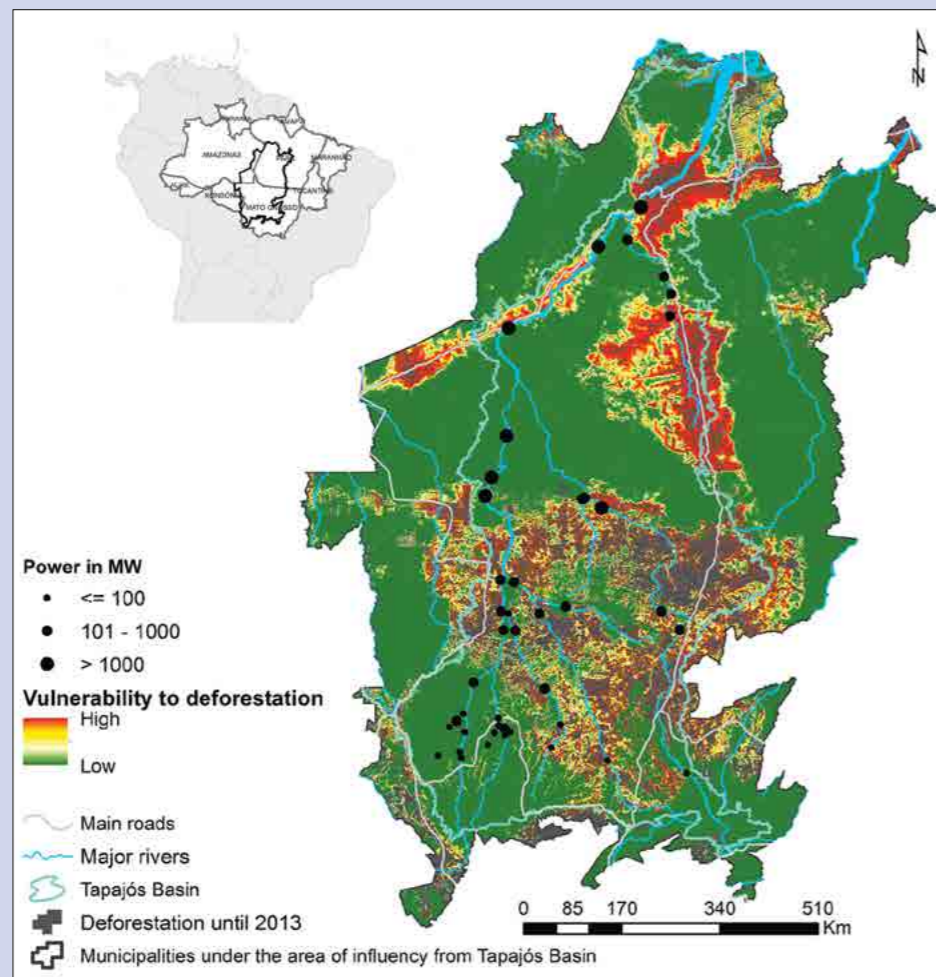 N
AMAZONAS
MARANHÃO
MATO GROSSO
Power in MW
<= 100
101 - 1000
> 1000
Vulnerability to deforestation
High
Low
Main roads
Major rivers
Tapajós Basin
Deforestation until 2013
Municipalities under the area of influency from Tapajós Basin
0 85 170 340 510
Km